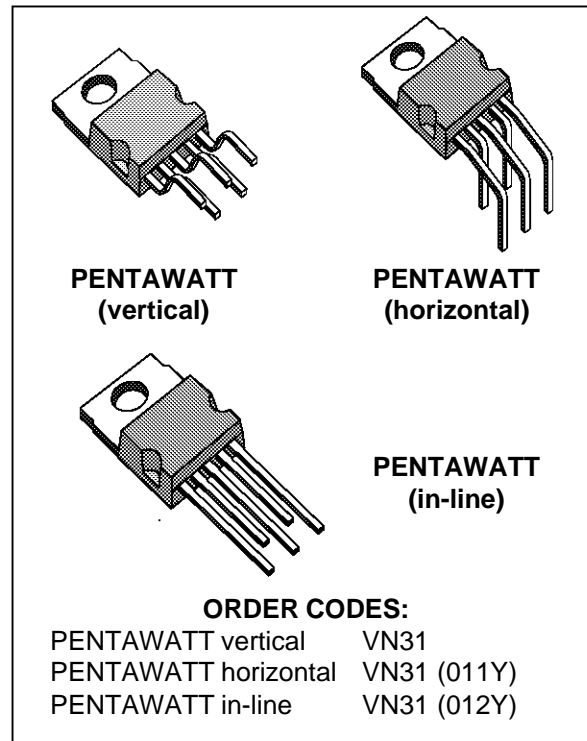 PENTAWATT
(vertical)
PENTAWATT
(horizontal)
PENTAWATT
(in-line)
ORDER CODES:
PENTAWATT vertical VN31
PENTAWATT horizontal VN31 (011Y)
PENTAWATT in-line VN31 (012Y)